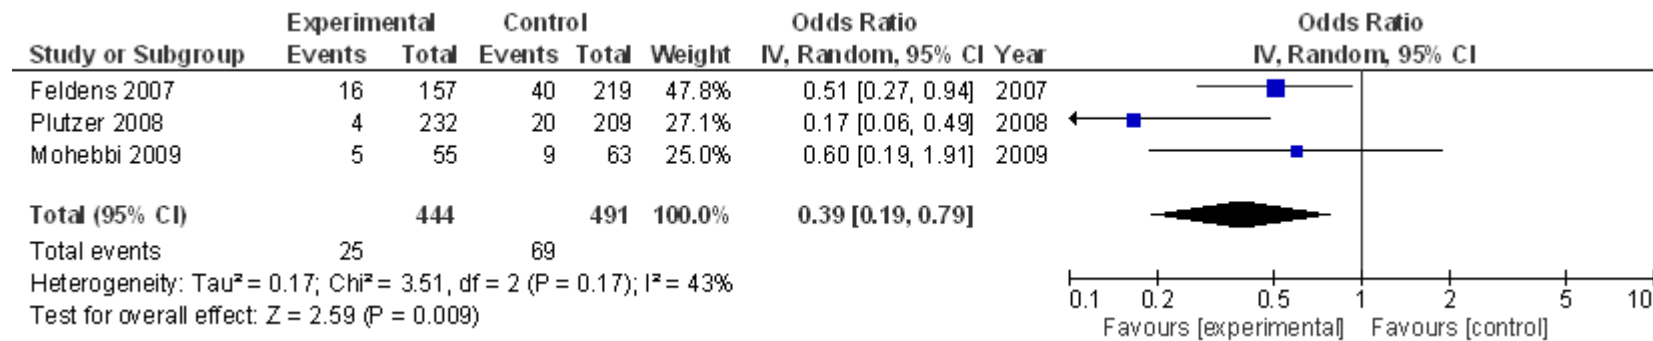 Experimental Control Odds Ratio Odds Ratio
Study or Subgroup Events Total Events Total Weight IV, Random, 95% CI Year IV, Random, 95% CI
Feldens 2007 16 157 40 219 47.8% 0.51 [0.27, 0.94] 2007
Plutzer 2008 4 232 20 209 27.1% 0.17 [0.06, 0.49] 2008
Mohebbi 2009 5 55 9 63 25.0% 0.60 [0.19, 1.91] 2009
Total (95% CI) 444 491 100.0% 0.39 [0.19, 0.79]
Total events 25 69
Heterogeneity: Tau² = 0.17; Chi² = 3.51, df = 2 (P = 0.17); I² = 43%
Test for overall effect: Z = 2.59 (P = 0.009)
0.1 0.2 0.5 1 2 5 10
Favours [experimental] Favours [control]